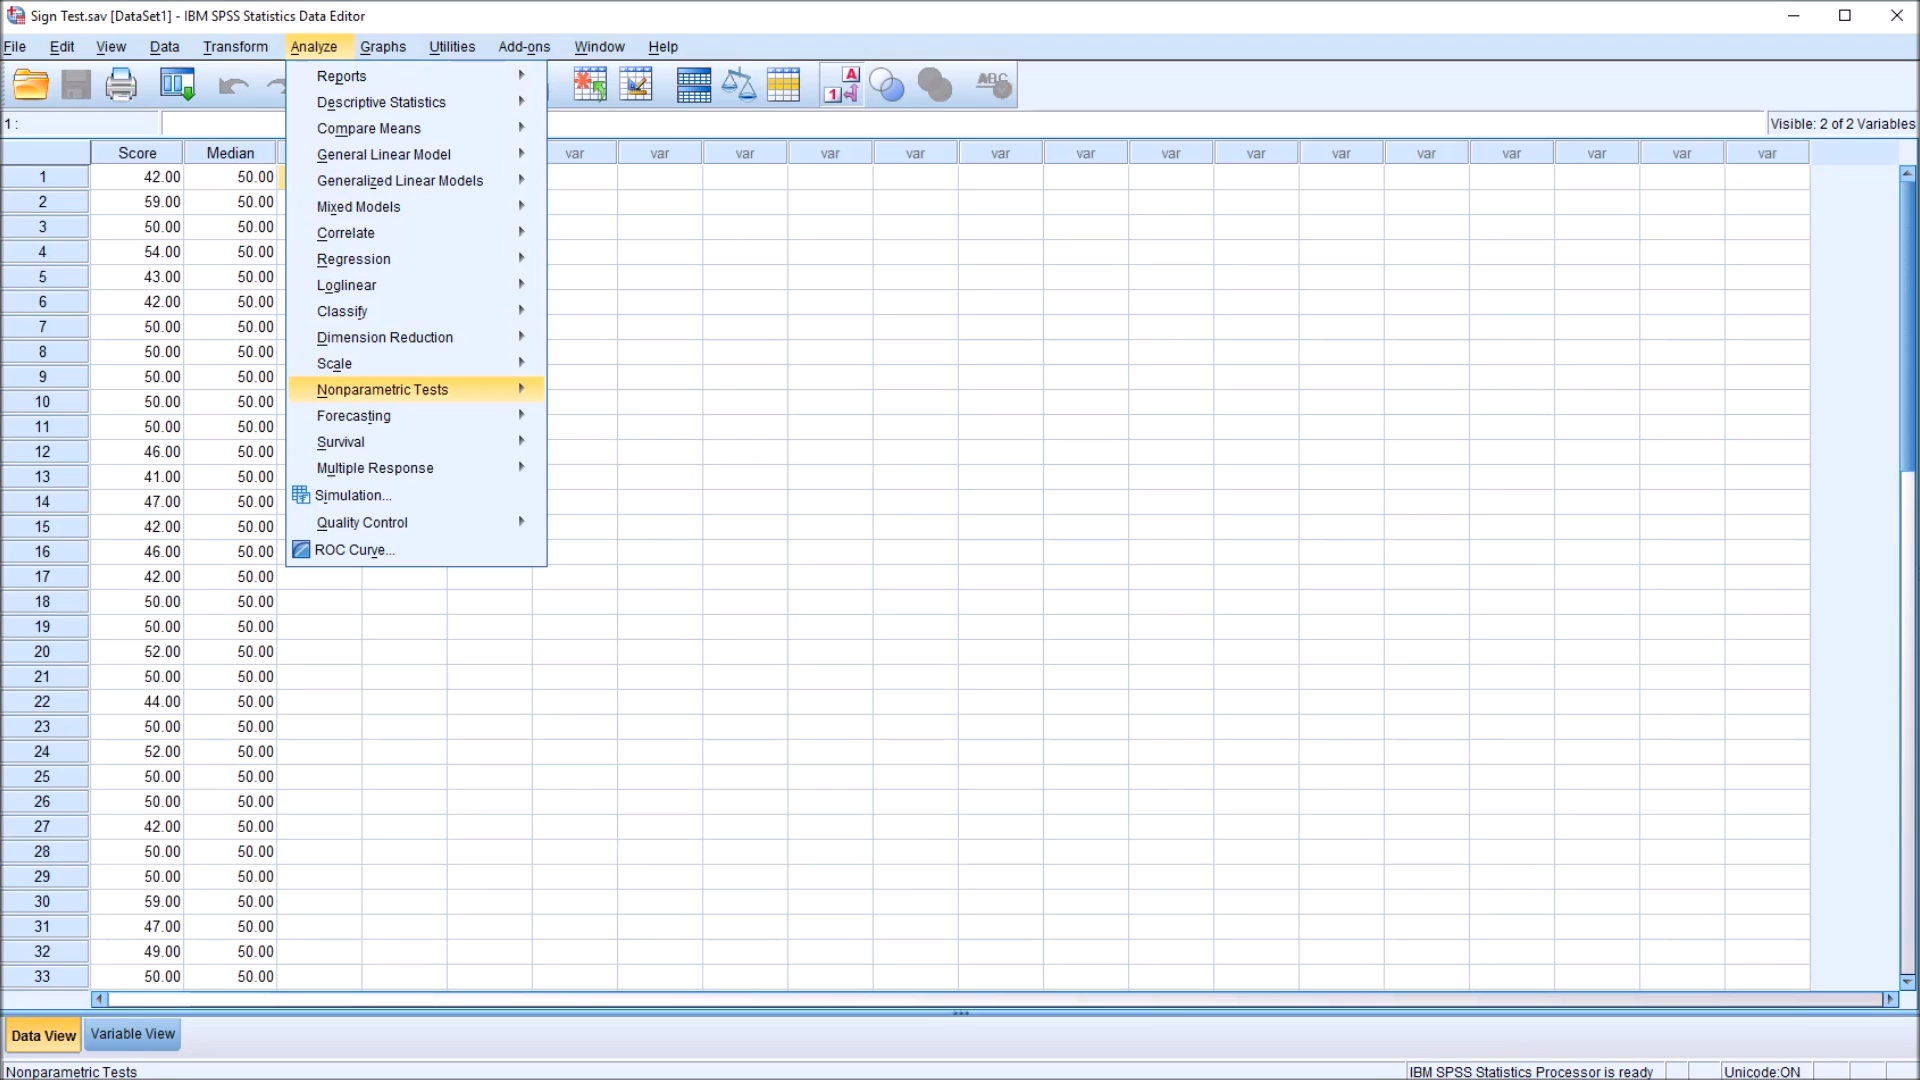 Sign Test.sav [DataSet1] - IBM SPSS Statistics Data Editor
File Edit View Data Transform Analyze Graphs Utilities Add-ons Window Help
1 :
Visible: 2 of 2 Variables
Reports
Descriptive Statistics
Compare Means
General Linear Model
Generalized Linear Models
Mixed Models
Correlate
Regression
Loglinear
Classify
Dimension Reduction
Scale
Nonparametric Tests
Forecasting
Survival
Multiple Response
Simulation...
Quality Control
ROC Curve...
A
1
ABC
Score Median var var var var var var var var var var var var var var var
1 42.00 50.00
2 59.00 50.00
3 50.00 50.00
4 54.00 50.00
5 43.00 50.00
6 42.00 50.00
7 50.00 50.00
8 50.00 50.00
9 50.00 50.00
10 50.00 50.00
11 50.00 50.00
12 46.00 50.00
13 41.00 50.00
14 47.00 50.00
15 42.00 50.00
16 46.00 50.00
17 42.00 50.00
18 50.00 50.00
19 50.00 50.00
20 52.00 50.00
21 50.00 50.00
22 44.00 50.00
23 50.00 50.00
24 52.00 50.00
25 50.00 50.00
26 50.00 50.00
27 42.00 50.00
28 50.00 50.00
29 50.00 50.00
30 59.00 50.00
31 47.00 50.00
32 49.00 50.00
33 50.00 50.00
Data View Variable View
Nonparametric Tests
IBM SPSS Statistics Processor is ready
Unicode:ON